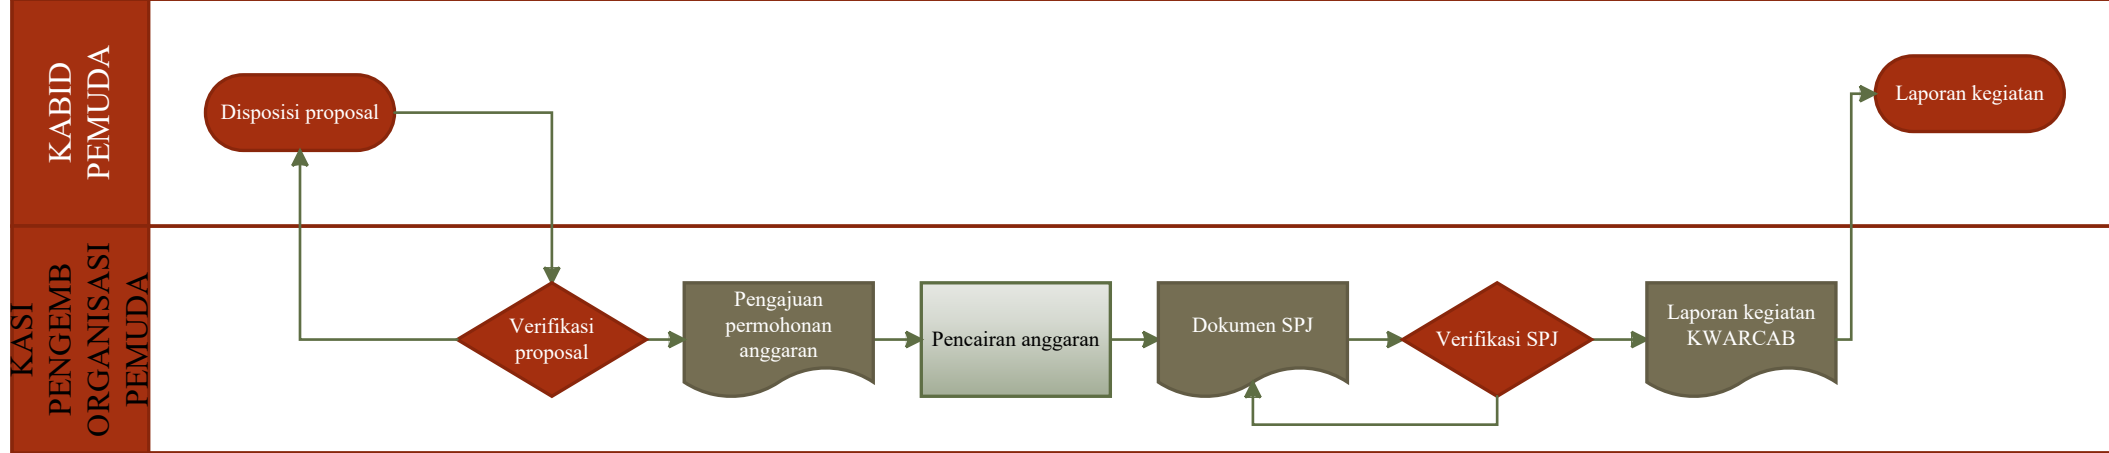 KABID
PEMUDA
Disposisi proposal
Laporan kegiatan
KASI
PENGEMB
ORGANISASI
PEMUDA
Verifikasi
proposal
Pengajuan
permohonan
anggaran
Pencairan anggaran
Dokumen SPJ
Verifikasi SPJ
Laporan kegiatan
KWARCAB